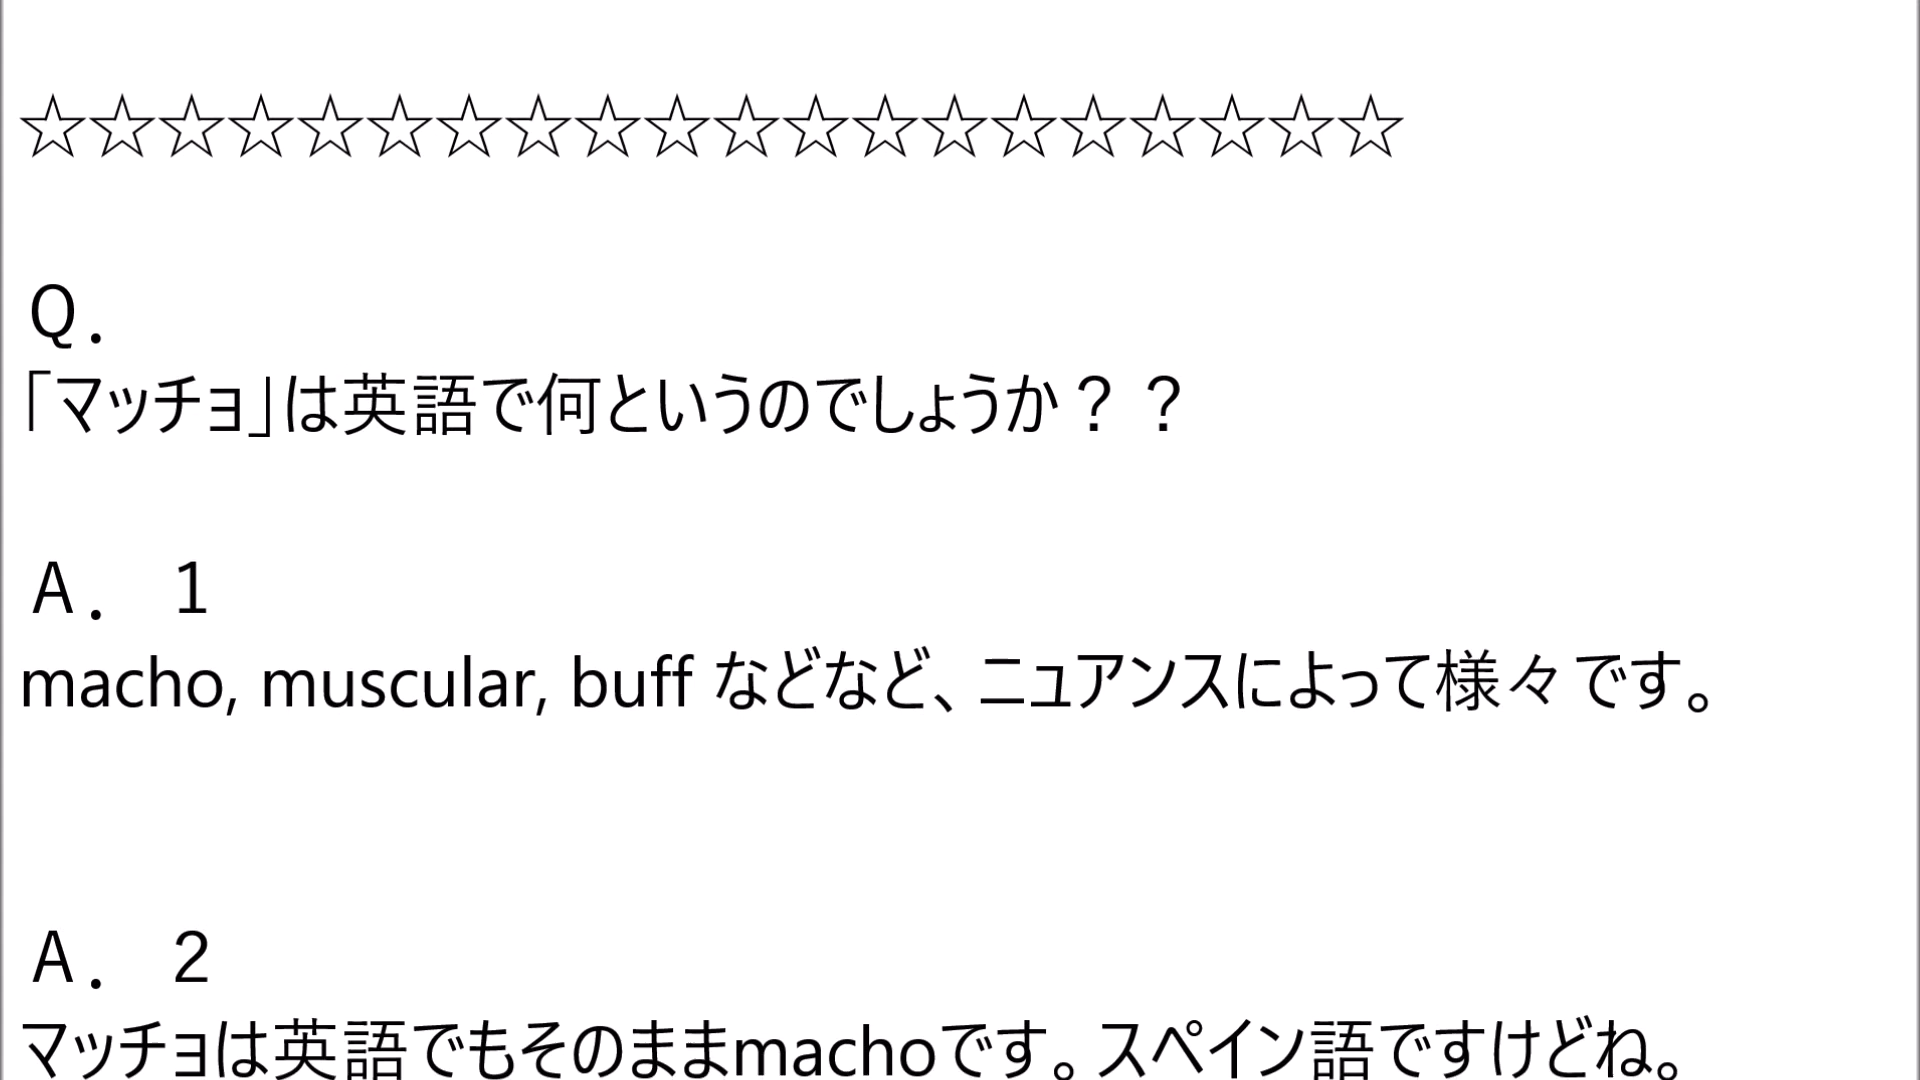 ☆☆☆☆☆☆☆☆☆☆☆☆☆☆☆☆☆☆☆☆
Ｑ．
「マッチョ」は英語で何というのでしょうか？？
Ａ．　１
macho, muscular, buff などなど、ニュアンスによって様々です。
Ａ．　２
マッチョは英語でもそのままmachoです。スペイン語ですけどね。